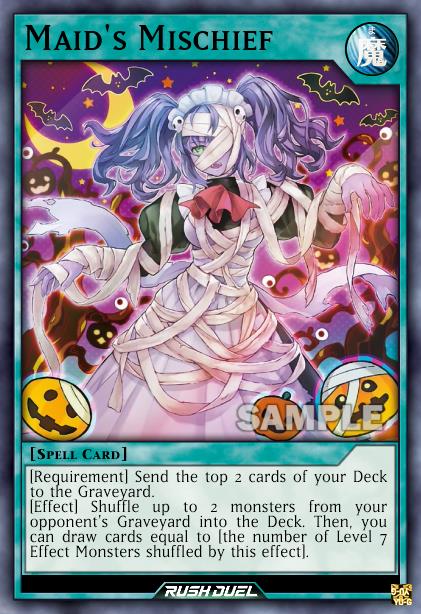 Maid's Mischief
ま
魔
SAMPLE
[Spell Card]
[Requirement] Send the top 2 cards of your Deck
to the Graveyard.
[Effect] Shuffle up to 2 monsters from your
opponent's Graveyard into the Deck. Then, you
can draw cards equal to [the number of Level 7
Effect Monsters shuffled by this effect].
RUSH DUEL